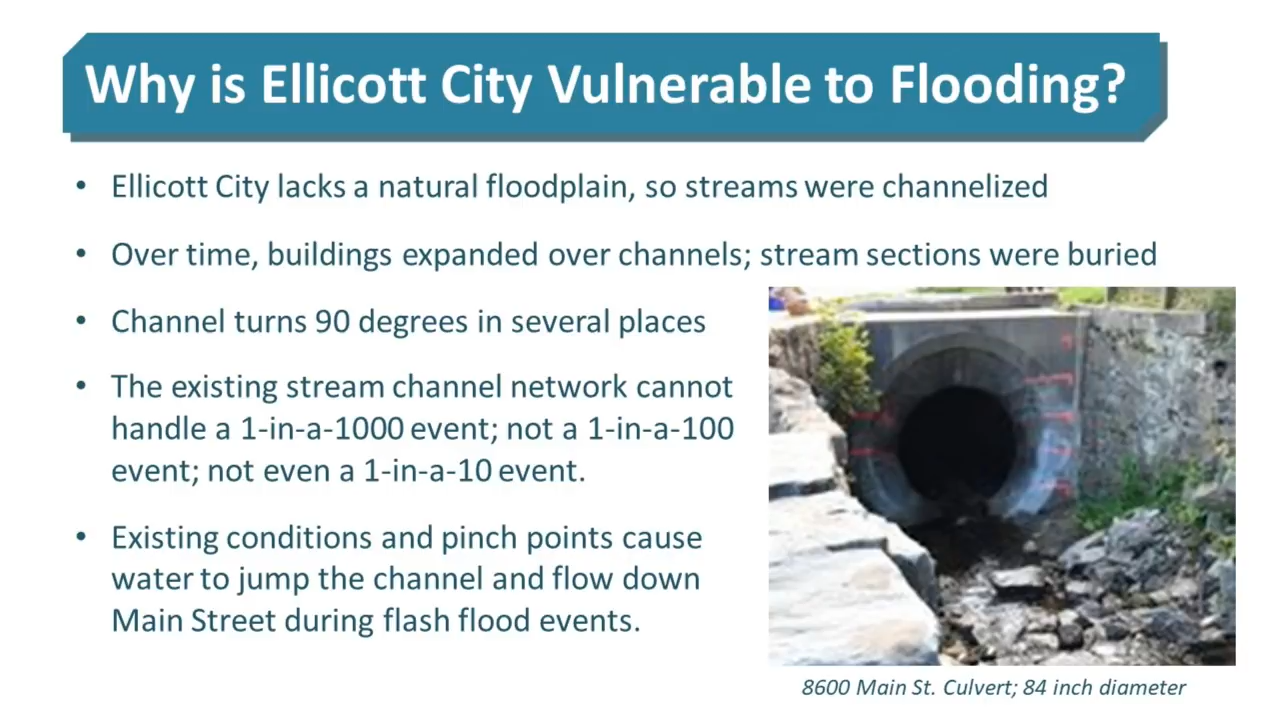 Why is Ellicott City Vulnerable to Flooding?
• Ellicott City lacks a natural floodplain, so streams were channelized
• Over time, buildings expanded over channels; stream sections were buried
• Channel turns 90 degrees in several places
• The existing stream channel network cannot
handle a 1-in-a-1000 event; not a 1-in-a-100
event; not even a 1-in-a-10 event.
• Existing conditions and pinch points cause
water to jump the channel and flow down
Main Street during flash flood events.
8600 Main St. Culvert; 84 inch diameter